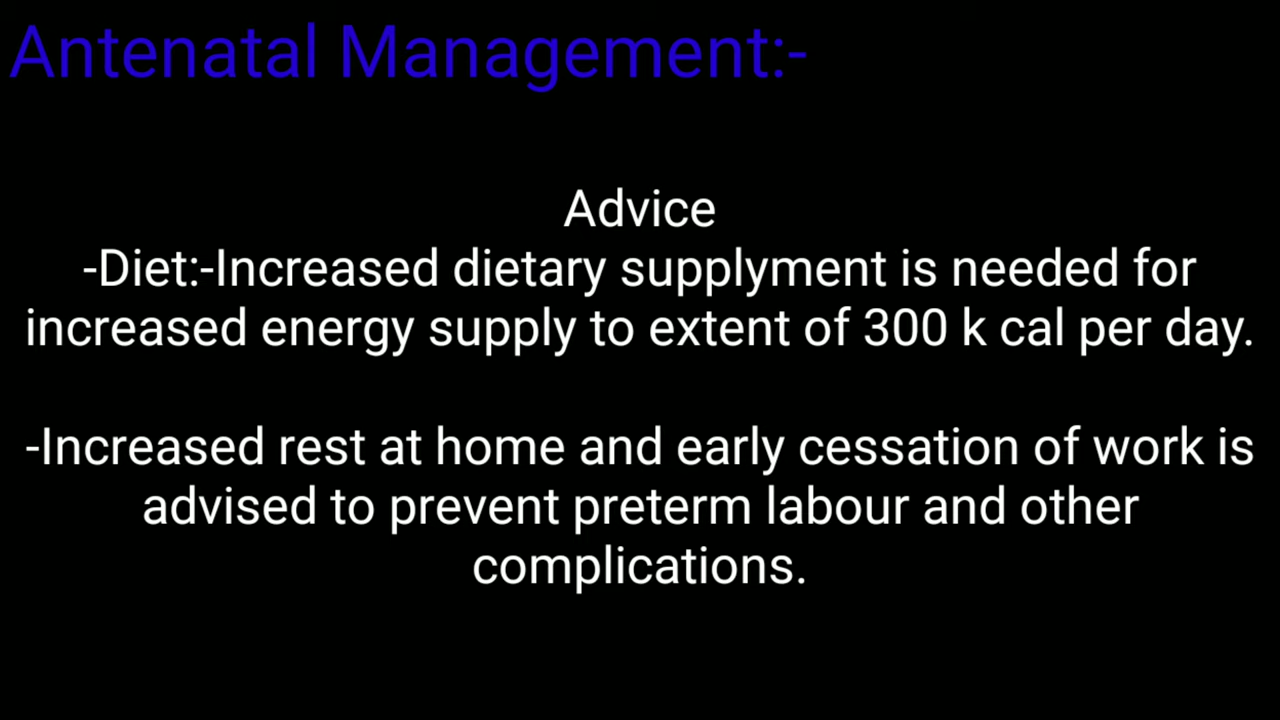 Antenatal Management:-
Advice
-Diet:-Increased dietary supplyment is needed for
increased energy supply to extent of 300 k cal per day.
-Increased rest at home and early cessation of work is
advised to prevent preterm labour and other
complications.